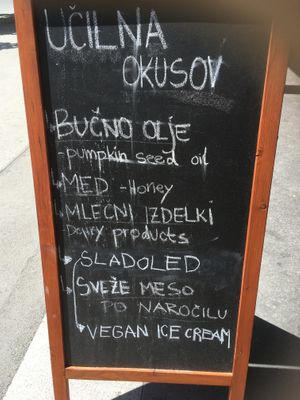 UČILNA
OKUSOV
BUČNO OLJE
- pumpkin seed oil
MED - Honey
MLEČNI IZDELKI
Dairy products
SLADOLED
SVEŽE MESO
PO NAROČILU
VEGAN ICE CREAM